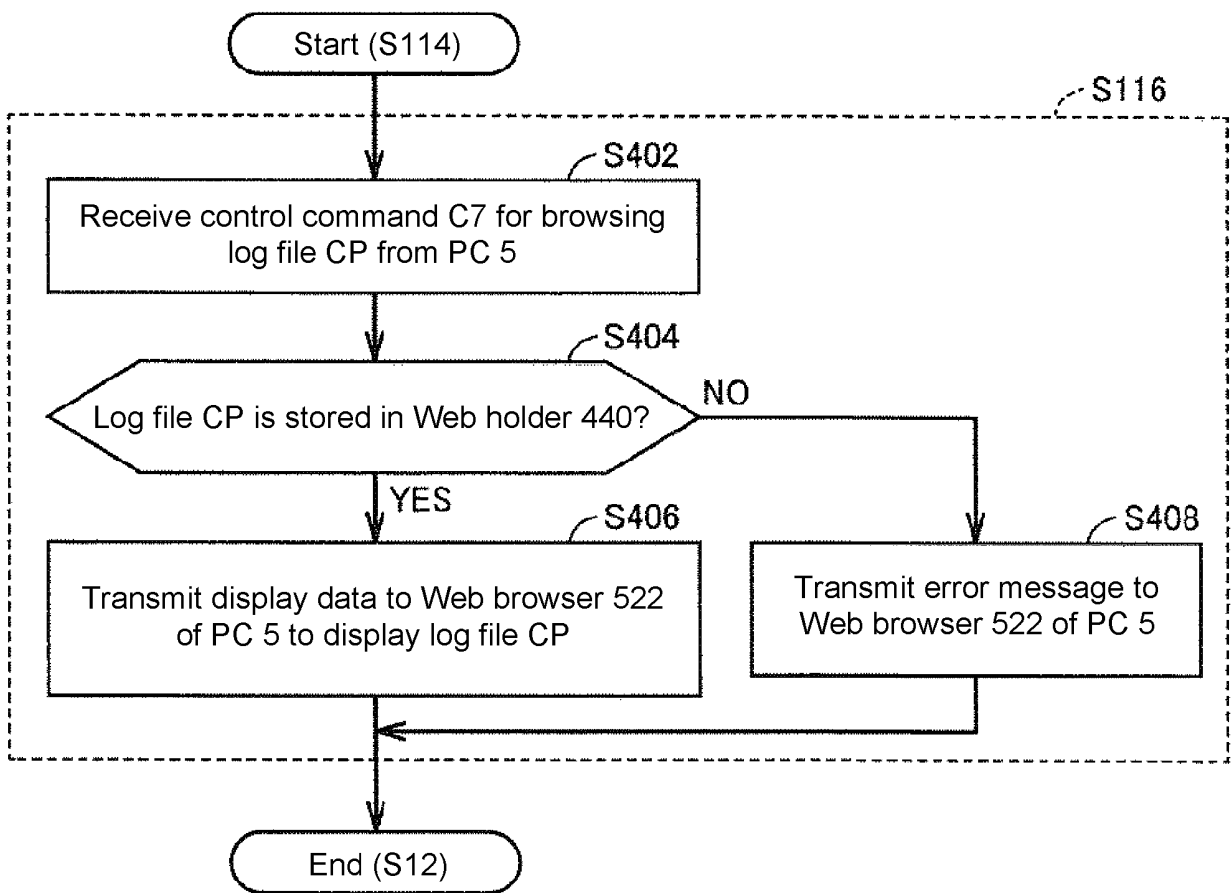 Start (S114)
S116
S402
Receive control command C7 for browsing
log file CP from PC 5
S404
Log file CP is stored in Web holder 440?
NO
YES
S406
Transmit display data to Web browser 522
of PC 5 to display log file CP
S408
Transmit error message to
Web browser 522 of PC 5
End (S12)